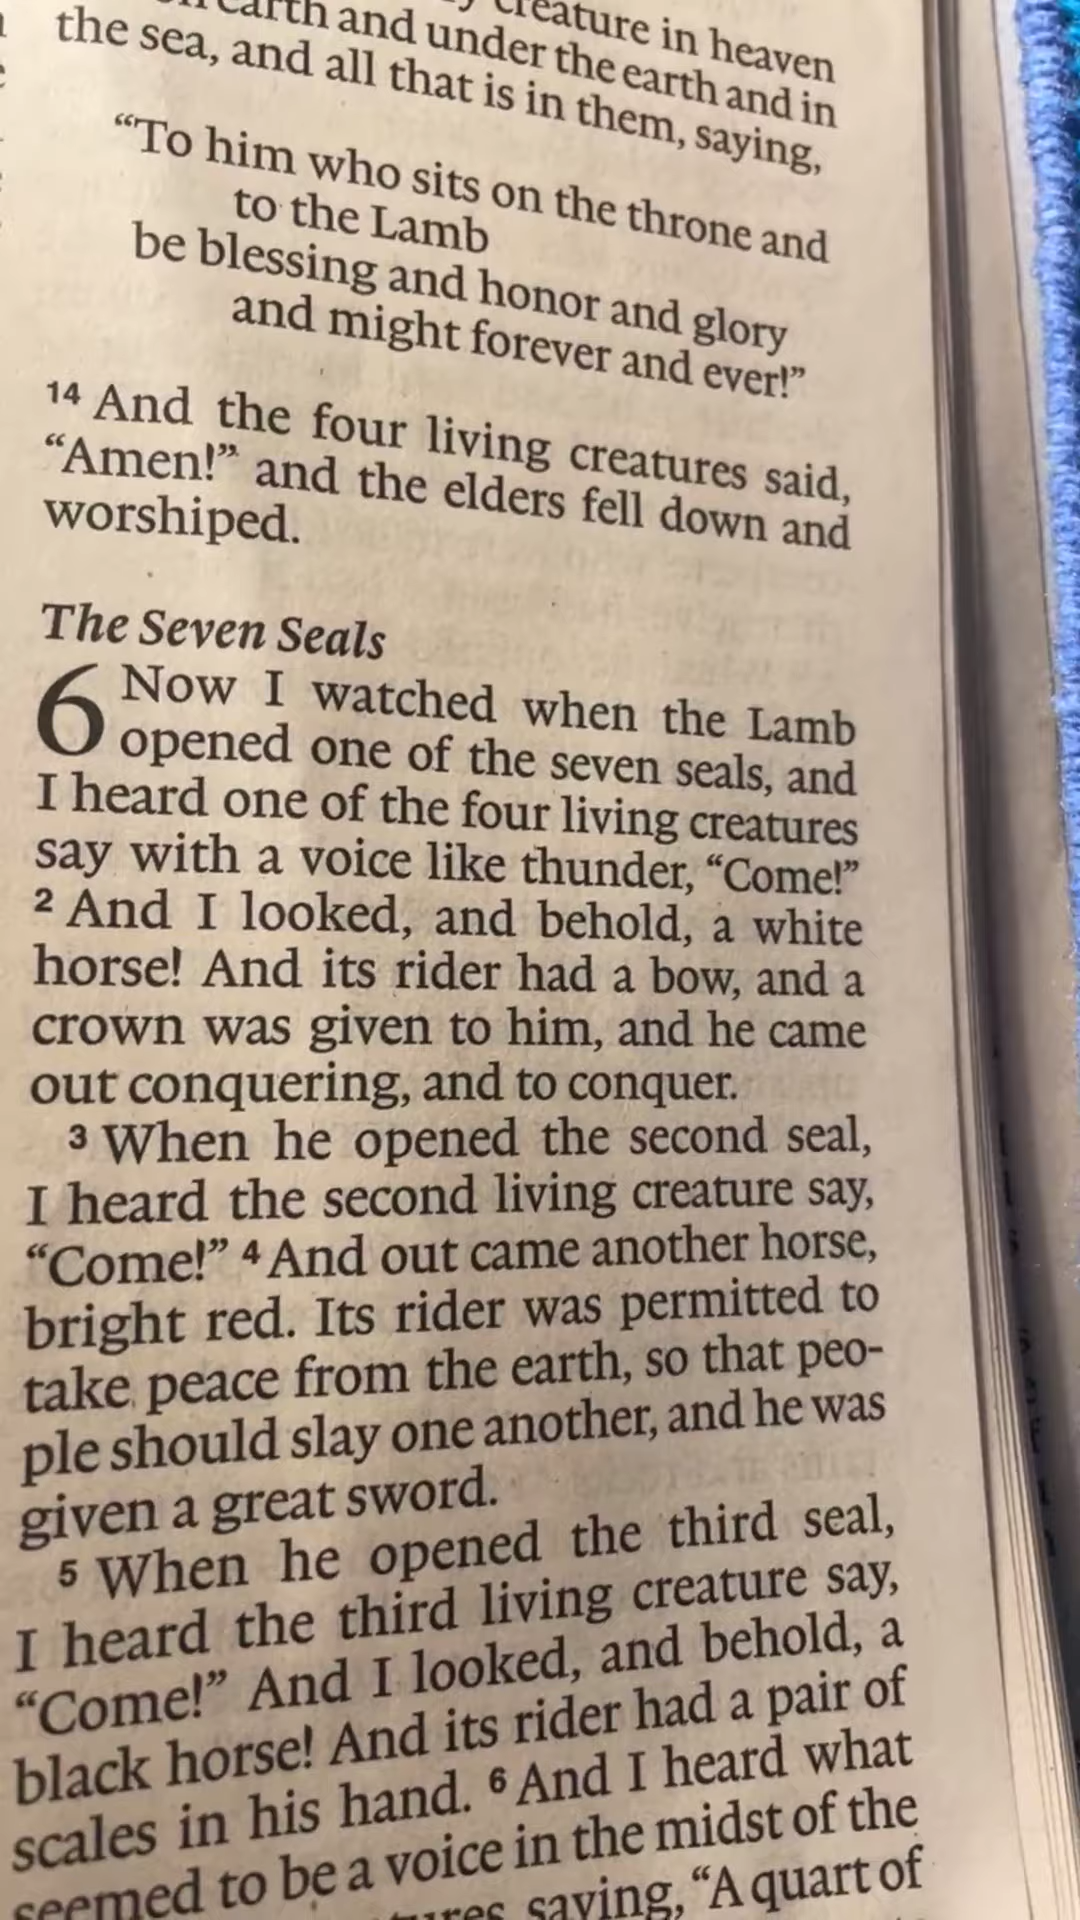 creature in heaven
earth and under the earth and in
the sea, and all that is in them, saying,
“To him who sits on the throne and
to the Lamb
be blessing and honor and glory
and might forever and ever!”
14 And the four living creatures said,
“Amen!” and the elders fell down and
worshiped.
The Seven Seals
6 Now I watched when the Lamb
opened one of the seven seals, and
I heard one of the four living creatures
say with a voice like thunder, “Come!”
2 And I looked, and behold, a white
horse! And its rider had a bow, and a
crown was given to him, and he came
out conquering, and to conquer.
3 When he opened the second seal,
I heard the second living creature say,
“Come!” 4 And out came another horse,
bright red. Its rider was permitted to
take peace from the earth, so that peo-
ple should slay one another, and he was
given a great sword.
5 When he opened the third seal,
I heard the third living creature say,
“Come!” And I looked, and behold, a
black horse! And its rider had a pair of
scales in his hand. 6 And I heard what
seemed to be a voice in the midst of the
saying, “A quart of